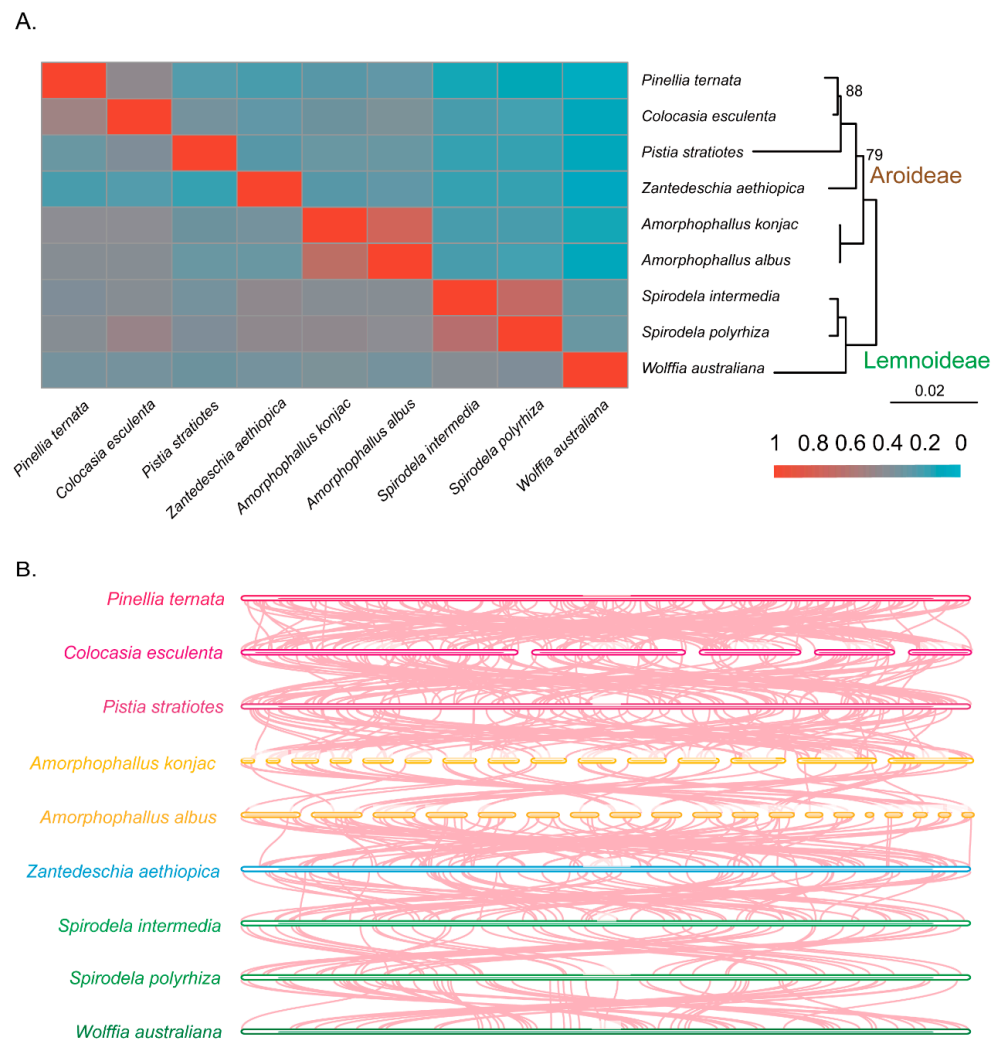 A.
Pinellia ternata
88
Colocasia esculenta
Pistia stratiotes
79
Aroideae
Zantedeschia aethiopica
Amorphophallus konjac
Amorphophallus albus
Spirodela intermedia
Spirodela polyrhiza
Lemnoideae
Wolffia australiana
0.02
Pinellia ternata
Colocasia esculenta
Pistia stratiotes
Zantedeschia aethiopica
Amorphophallus konjac
Amorphophallus albus
Spirodela intermedia
Spirodela polyrhiza
Wolffia australiana
1 0.8 0.6 0.4 0.2 0
B.
Pinellia ternata
Colocasia esculenta
Pistia stratiotes
Amorphophallus konjac
Amorphophallus albus
Zantedeschia aethiopica
Spirodela intermedia
Spirodela polyrhiza
Wolffia australiana